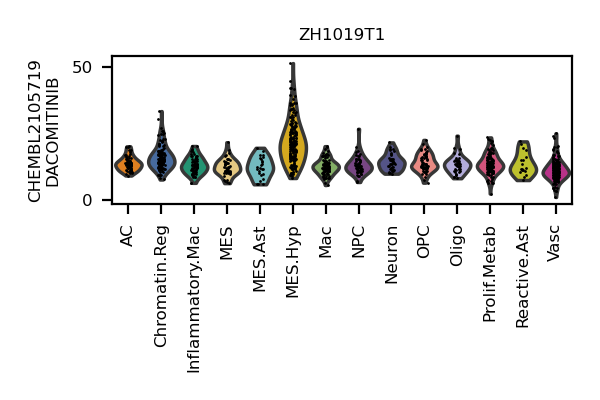 ZH1019T1
CHEMBL2105719
DACOMITINIB
50
0
AC
Chromatin.Reg
Inflammatory.Mac
MES
MES.Ast
MES.Hyp
Mac
NPC
Neuron
OPC
Oligo
Prolif.Metab
Reactive.Ast
Vasc